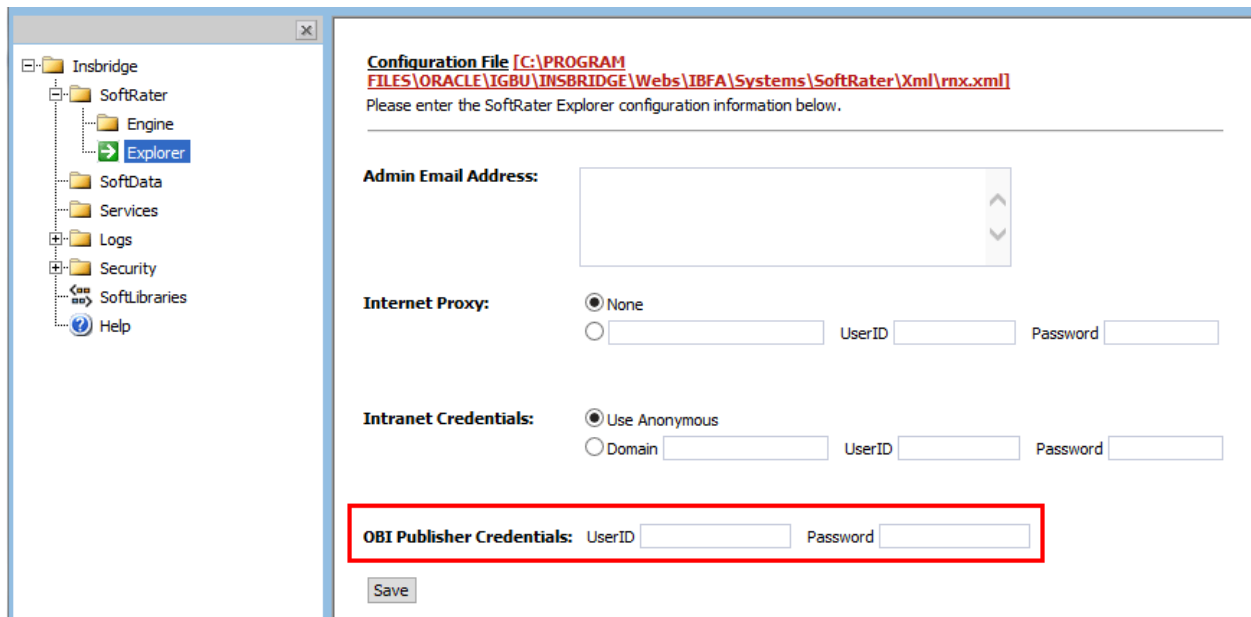 Insbridge
SoftRater
Engine
Explorer
SoftData
Services
Logs
Security
SoftLibraries
Help
Configuration File [C:\PROGRAM
FILES\ORACLE\IGBU\INSBRIDGE\Webs\IBFA\Systems\SoftRater\Xml\rnx.xml]
Please enter the SoftRater Explorer configuration information below.
Admin Email Address:
Internet Proxy: None
UserID Password
Intranet Credentials: Use Anonymous
Domain UserID Password
OBI Publisher Credentials: UserID Password
Save